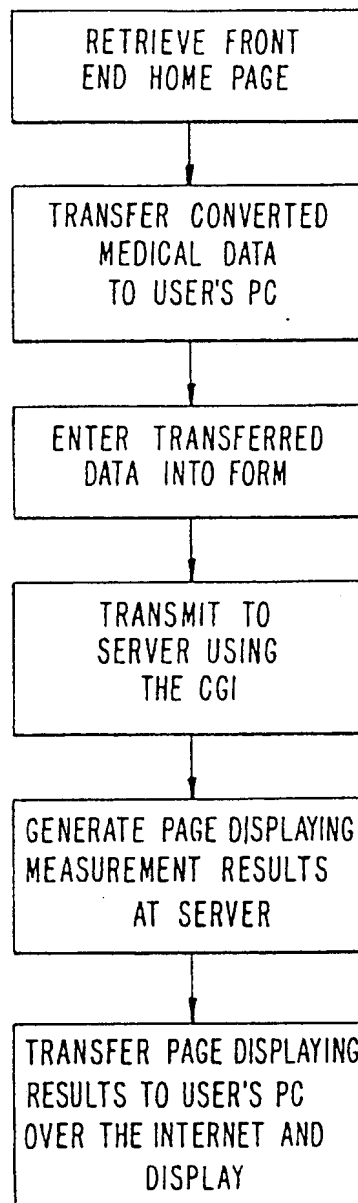 RETRIEVE FRONT
END HOME PAGE
TRANSFER CONVERTED
MEDICAL DATA
TO USER'S PC
ENTER TRANSFERRED
DATA INTO FORM
TRANSMIT TO
SERVER USING
THE CGI
GENERATE PAGE DISPLAYING
MEASUREMENT RESULTS
AT SERVER
TRANSFER PAGE DISPLAYING
RESULTS TO USER'S PC
OVER THE INTERNET AND
DISPLAY